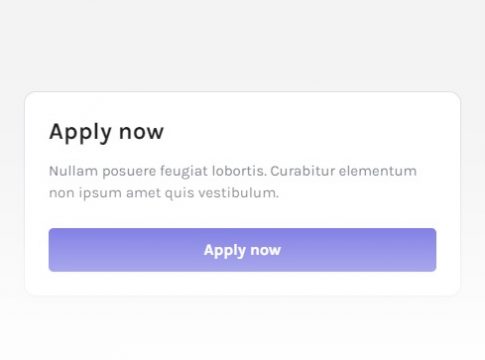 Apply now
Nullam posuere feugiat lobortis. Curabitur elementum
non ipsum amet quis vestibulum.
Apply now